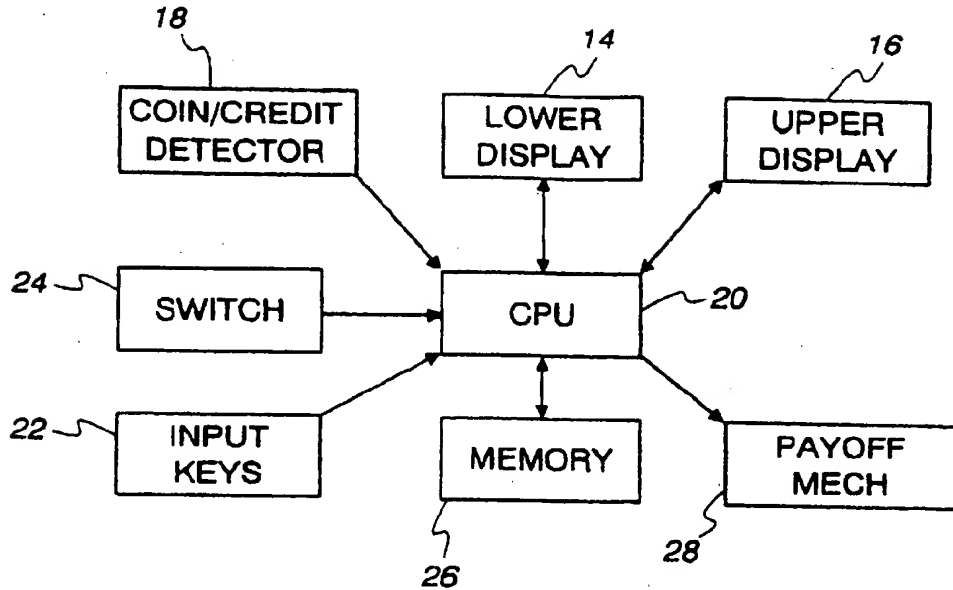 18
14
16
COIN/CREDIT
DETECTOR
LOWER
DISPLAY
UPPER
DISPLAY
24
SWITCH
CPU
20
22
INPUT
KEYS
MEMORY
PAYOFF
MECH
26
28